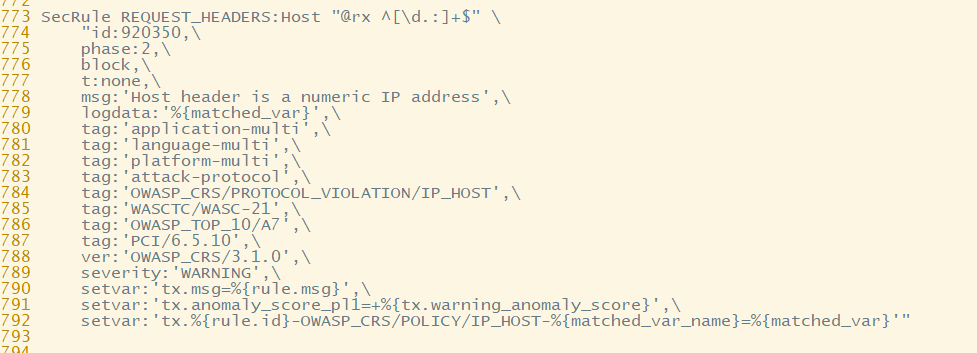 772
773 SecRule REQUEST_HEADERS:Host "@rx ^[\d.:]+$" \
774     "id:920350,\
775     phase:2,\
776     block,\
777     t:none,\
778     msg:'Host header is a numeric IP address',\
779     logdata:'%{matched_var}',\
780     tag:'application-multi',\
781     tag:'language-multi',\
782     tag:'platform-multi',\
783     tag:'attack-protocol',\
784     tag:'OWASP_CRS/PROTOCOL_VIOLATION/IP_HOST',\
785     tag:'WASCTC/WASC-21',\
786     tag:'OWASP_TOP_10/A7',\
787     tag:'PCI/6.5.10',\
788     ver:'OWASP_CRS/3.1.0',\
789     severity:'WARNING',\
790     setvar:'tx.msg=%{rule.msg}',\
791     setvar:'tx.anomaly_score_pl1=+%{tx.warning_anomaly_score}',\
792     setvar:'tx.%{rule.id}-OWASP_CRS/POLICY/IP_HOST-%{matched_var_name}=%{matched_var}'"
793
794